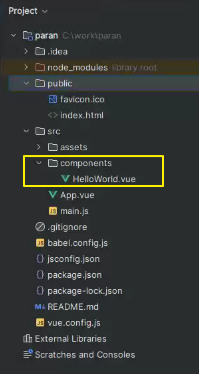 Project
paran C:\work\paran
.idea
node_modules library root
public
favicon.ico
index.html
src
assets
components
HelloWorld.vue
App.vue
main.js
.gitignore
babel.config.js
jsconfig.json
package.json
package-lock.json
README.md
vue.config.js
External Libraries
Scratches and Consoles